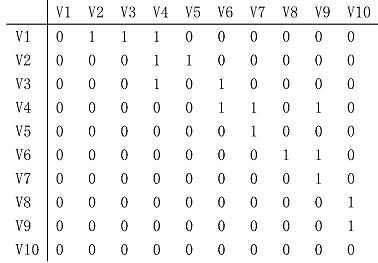 V1 V2 V3 V4 V5 V6 V7 V8 V9 V10
V1 0 1 1 1 0 0 0 0 0 0
V2 0 0 0 1 1 0 0 0 0 0
V3 0 0 0 1 0 1 0 0 0 0
V4 0 0 0 0 0 1 1 0 1 0
V5 0 0 0 0 0 0 1 0 0 0
V6 0 0 0 0 0 0 0 1 1 0
V7 0 0 0 0 0 0 0 0 1 0
V8 0 0 0 0 0 0 0 0 0 1
V9 0 0 0 0 0 0 0 0 0 1
V10 0 0 0 0 0 0 0 0 0 0